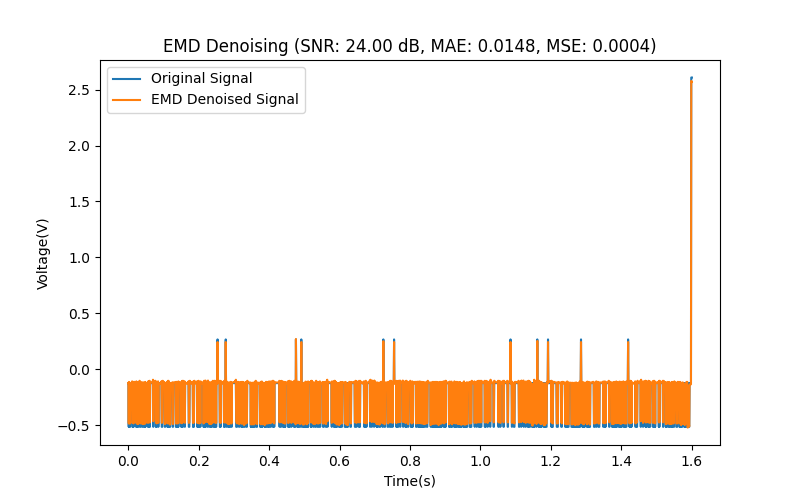 EMD Denoising (SNR: 24.00 dB, MAE: 0.0148, MSE: 0.0004)
Original Signal
EMD Denoised Signal
2.5
2.0
1.5
1.0
0.5
0.0
−0.5
Voltage(V)
0.0 0.2 0.4 0.6 0.8 1.0 1.2 1.4 1.6
Time(s)